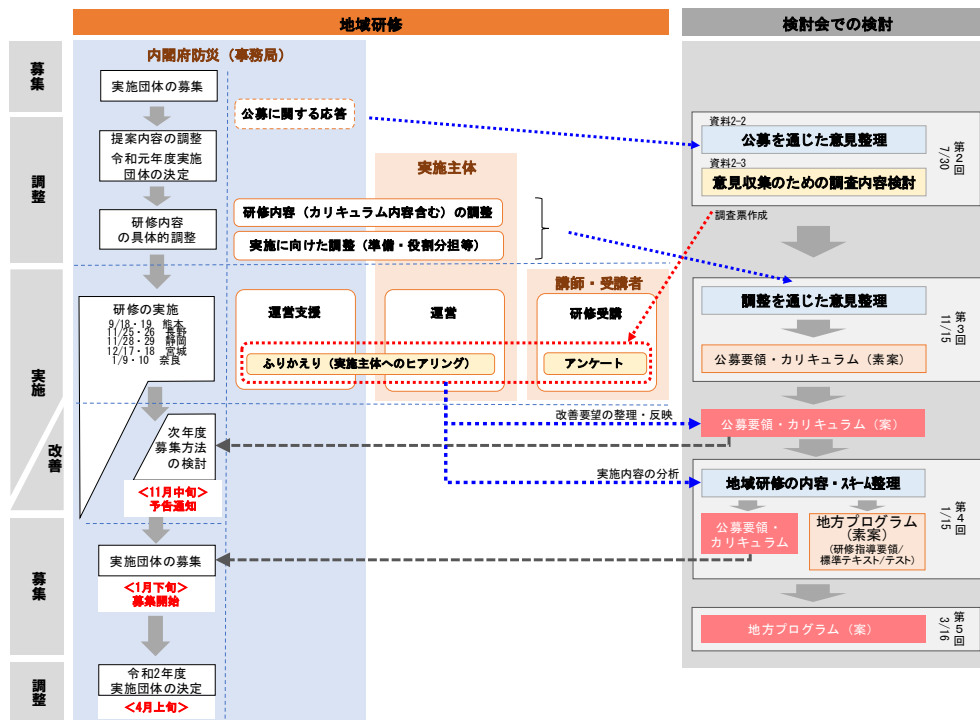 地域研修
検討会での検討
募集
調整
実施
改善
募集
調整
内閣府防災（事務局）
実施団体の募集
提案内容の調整
令和元年度実施
団体の決定
研修内容
の具体的調整
研修の実施
9/18・19 熊本
11/25・26 長野
11/28・29 静岡
12/17・18 宮城
1/9・10 奈良
次年度
募集方法
の検討
＜11月中旬＞
予告通知
実施団体の募集
＜1月下旬＞
募集開始
令和2年度
実施団体の決定
＜4月上旬＞
公募に関する応答
実施主体
研修内容（カリキュラム内容含む）の調整
実施に向けた調整（準備・役割分担等）
講師・受講者
運営支援
運営
研修受講
ふりかえり（実施主体へのヒアリング）
アンケート
改善要望の整理・反映
実施内容の分析
資料2-2
公募を通じた意見整理
資料2-3
意見収集のための調査内容検討
第2回
7/30
調査票作成
調整を通じた意見整理
公募要領・カリキュラム（素案）
第3回
11/15
公募要領・カリキュラム（案）
地域研修の内容・ｽｷｰﾑ整理
公募要領・
カリキュラム
地方プログラム
(素案)
(研修指導要領/
標準テキスト/テスト)
第4回
1/15
地方プログラム（案）
第5回
3/16